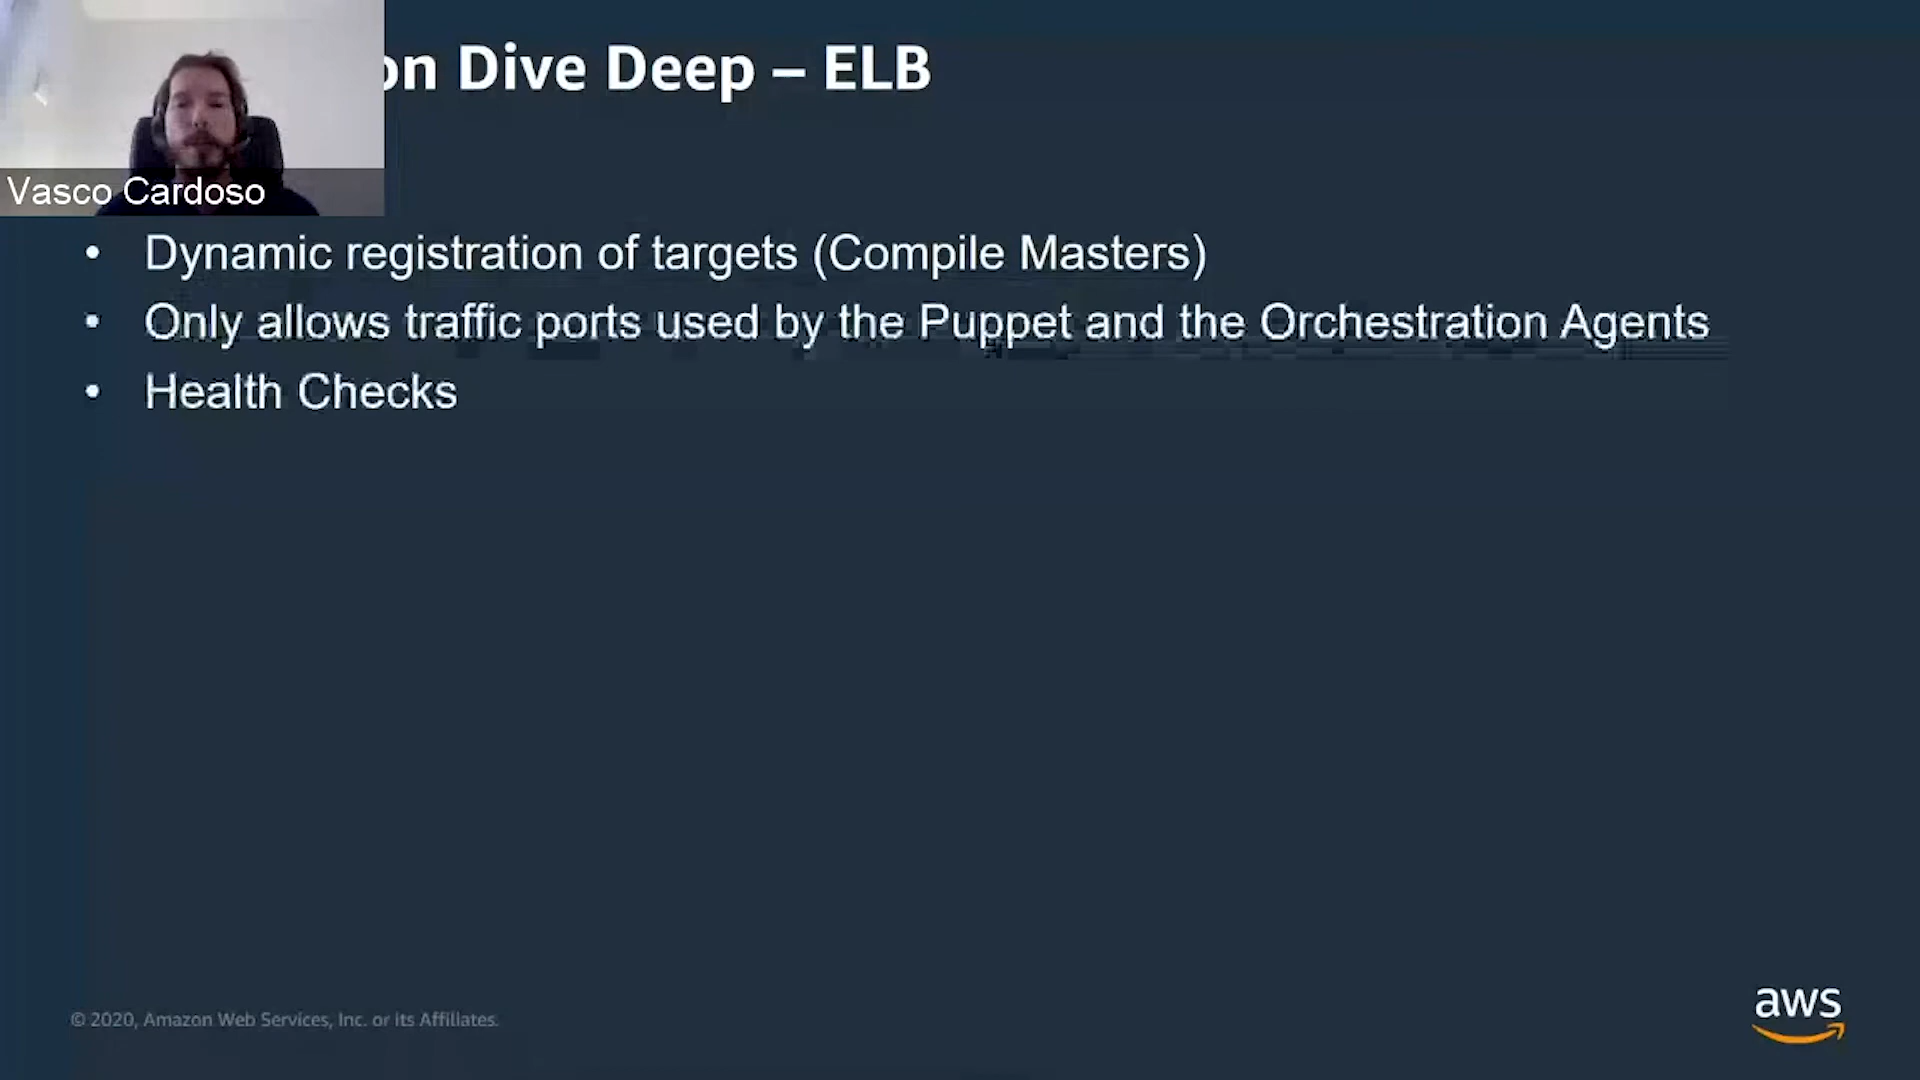 Dive Deep – ELB
Vasco Cardoso
• Dynamic registration of targets (Compile Masters)
• Only allows traffic ports used by the Puppet and the Orchestration Agents
• Health Checks
© 2020, Amazon Web Services, Inc. or its Affiliates.
aws